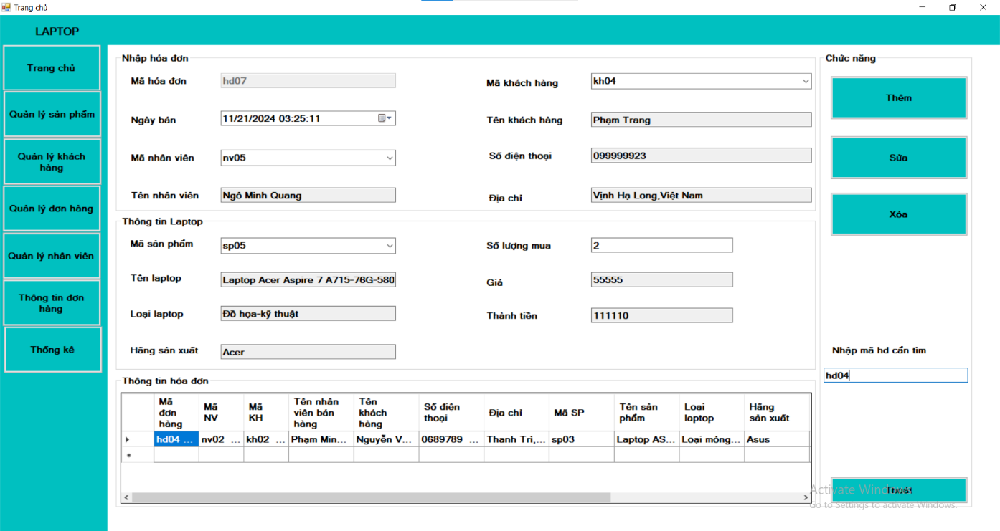 Trang chủ
LAPTOP
Trang chủ
Quản lý sản phẩm
Quản lý khách
hàng
Quản lý đơn hàng
Quản lý nhân viên
Thông tin đơn
hàng
Thống kê
Nhập hóa đơn
Mã hóa đơn
hd07
Ngày bán
11/21/2024 03:25:11
Mã nhân viên
nv05
Tên nhân viên
Ngô Minh Quang
Mã khách hàng
kh04
Tên khách hàng
Phạm Trang
Số điện thoại
099999923
Địa chỉ
Vịnh Hạ Long,Việt Nam
Thông tin Laptop
Mã sản phẩm
sp05
Tên laptop
Laptop Acer Aspire 7 A715-76G-580
Loại laptop
Đồ họa-kỹ thuật
Hãng sản xuất
Acer
Số lượng mua
2
Giá
55555
Thành tiền
111110
Thông tin hóa đơn
Mã đơn hàng Mã NV Mã KH Tên nhân viên bán hàng Tên khách hàng Số điện thoại Địa chỉ Mã SP Tên sản phẩm Loại laptop Hãng sản xuất
hd04 ... nv02 ... kh02 ... Phạm Min... Nguyễn V... 0689789 ... Thanh Trì,... sp03 Laptop AS... Loại mỏng... Asus
Chức năng
Thêm
Sửa
Xóa
Nhập mã hd cần tìm
hd04
Thoát
Activate Windows
Go to Settings to activate Windows.